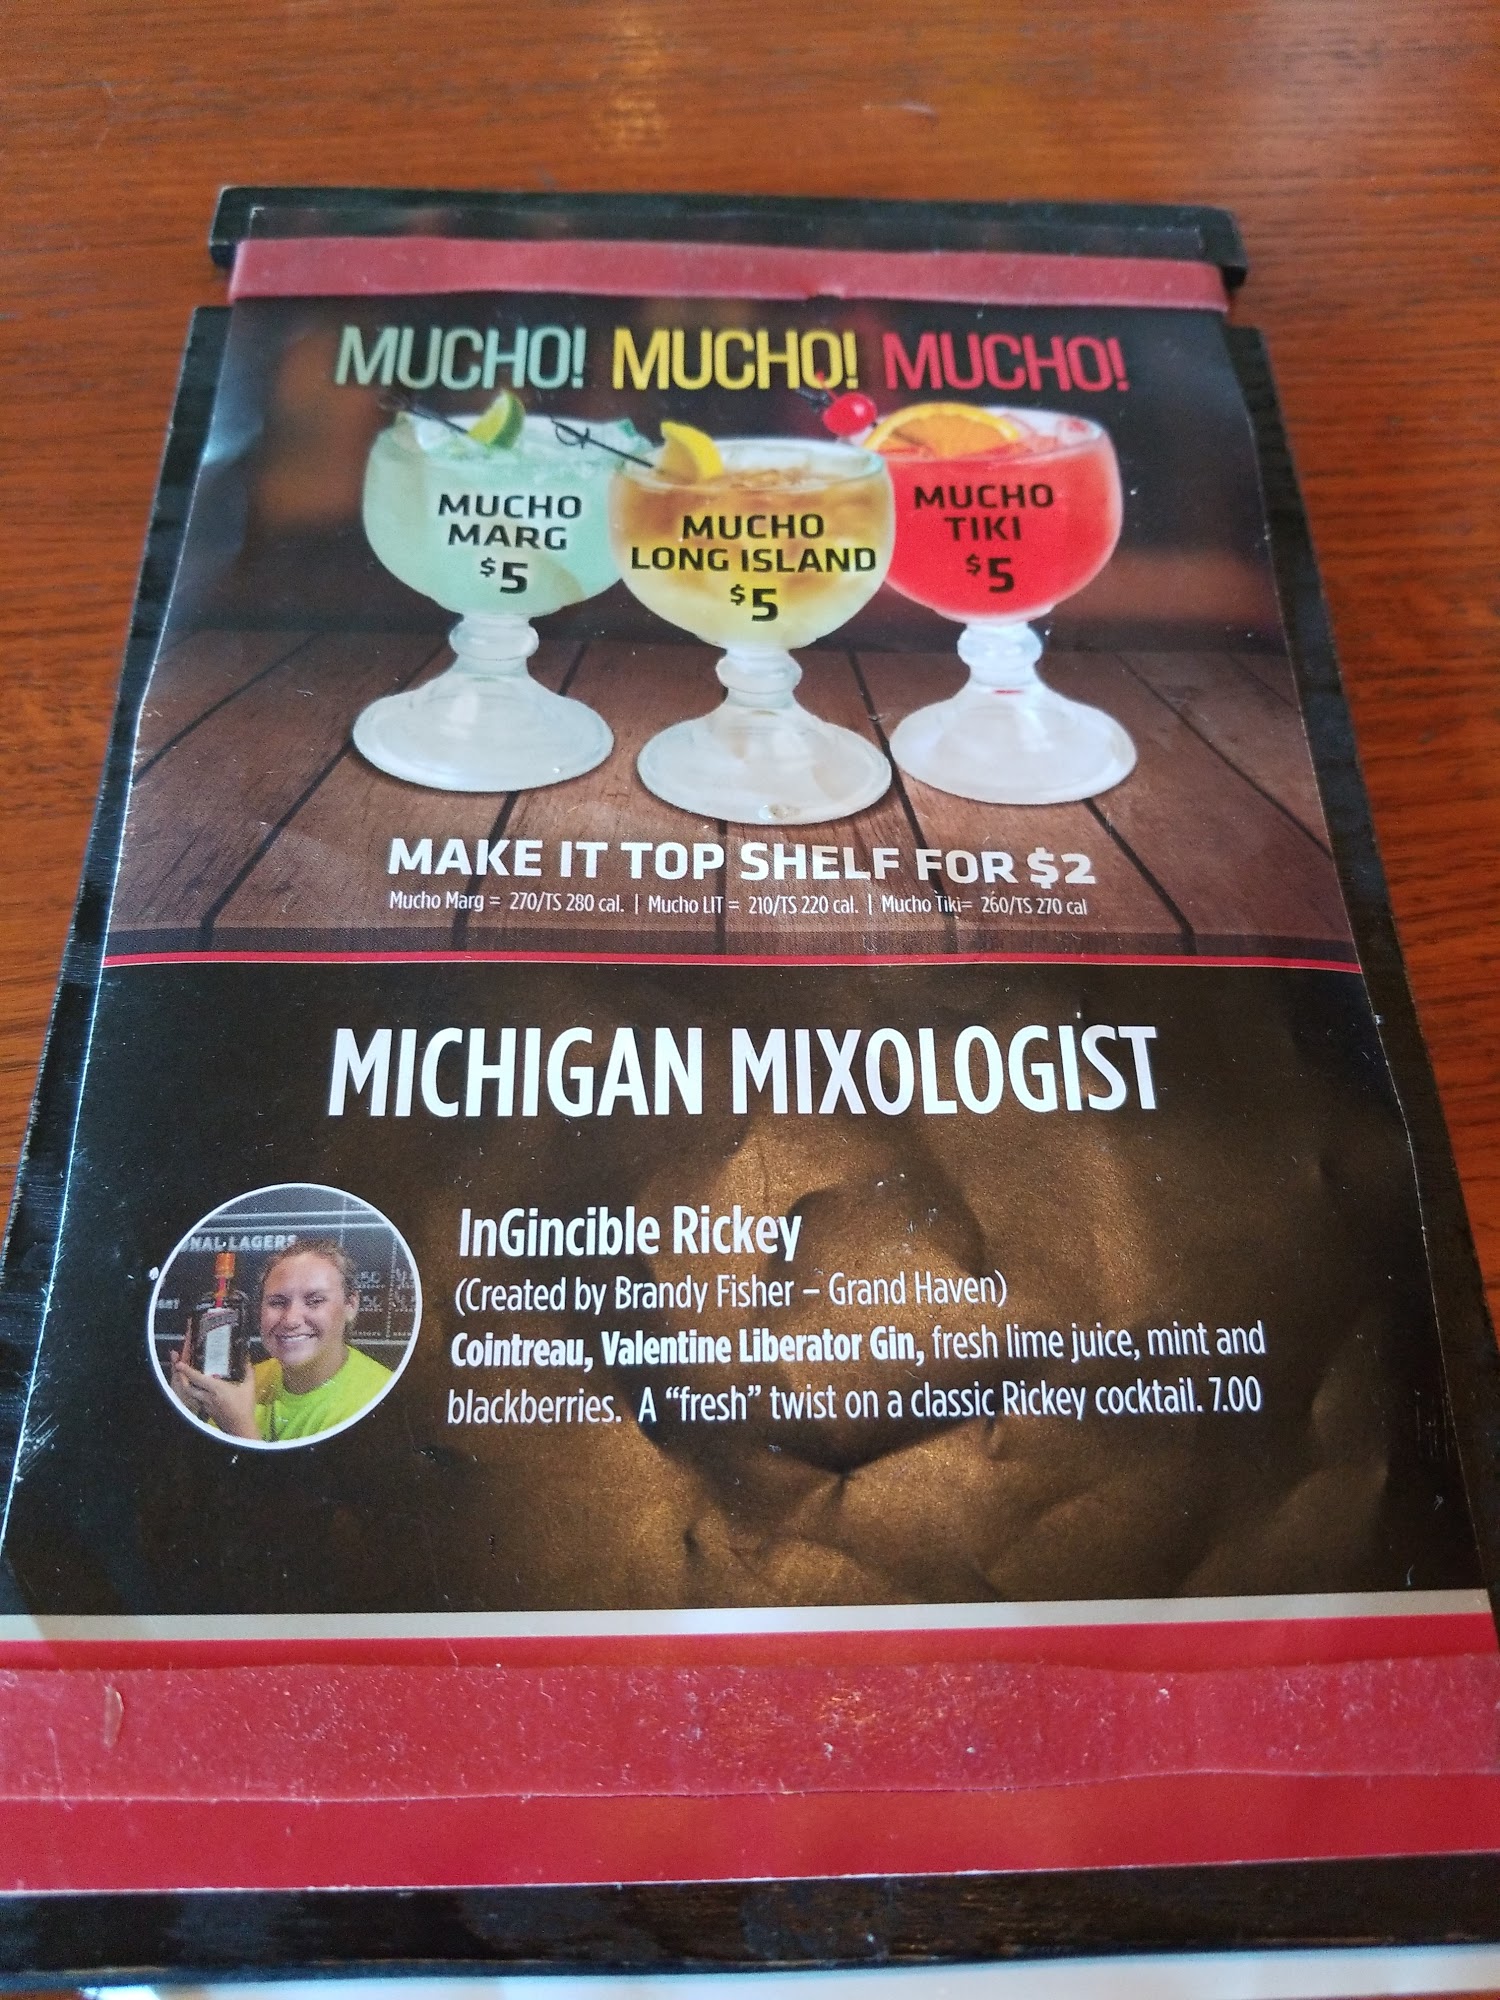 MUCHO! MUCHO! MUCHO!
MUCHO
MARG
$5
MUCHO
LONG ISLAND
$5
MUCHO
TIKI
$5
MAKE IT TOP SHELF FOR $2
Mucho Marg = 270/TS 280 cal. | Mucho LIT = 210/TS 220 cal. | Mucho Tiki= 260/TS 270 cal
MICHIGAN MIXOLOGIST
NAL LAGERS
InGincible Rickey
(Created by Brandy Fisher – Grand Haven)
Cointreau, Valentine Liberator Gin, fresh lime juice, mint and
blackberries. A “fresh” twist on a classic Rickey cocktail. 7.00